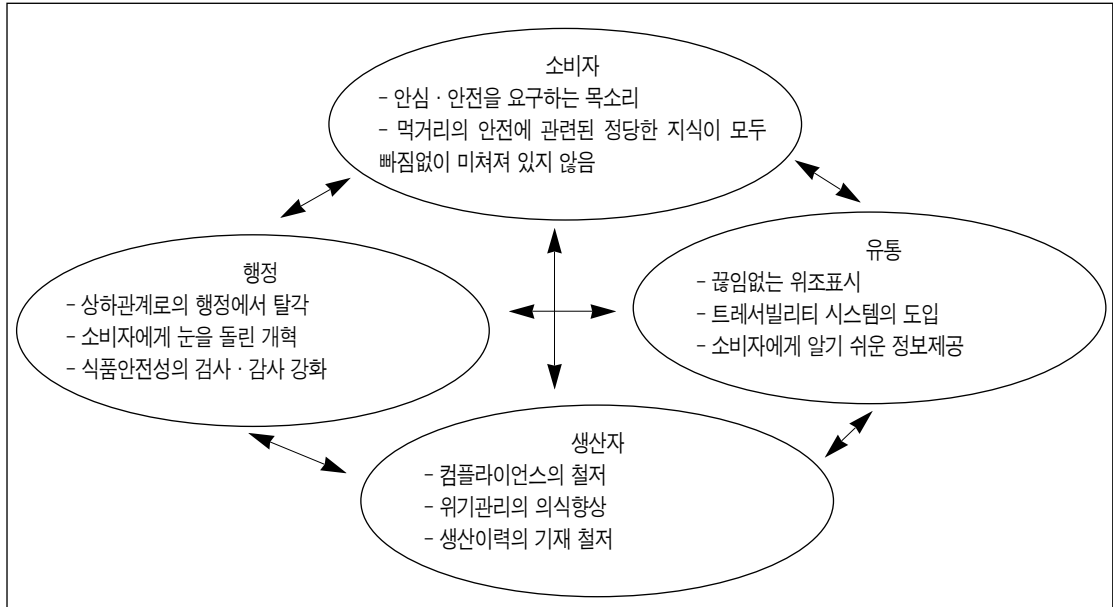 소비자
- 안심 · 안전을 요구하는 목소리
- 먹거리의 안전에 관련된 정당한 지식이 모두
빠짐없이 미쳐져 있지 않음
행정
- 상하관계로의 행정에서 탈각
- 소비자에게 눈을 돌린 개혁
- 식품안전성의 검사 · 감사 강화
유통
- 끊임없는 위조표시
- 트레서빌리티 시스템의 도입
- 소비자에게 알기 쉬운 정보제공
생산자
- 컴플라이언스의 철저
- 위기관리의 의식향상
- 생산이력의 기재 철저